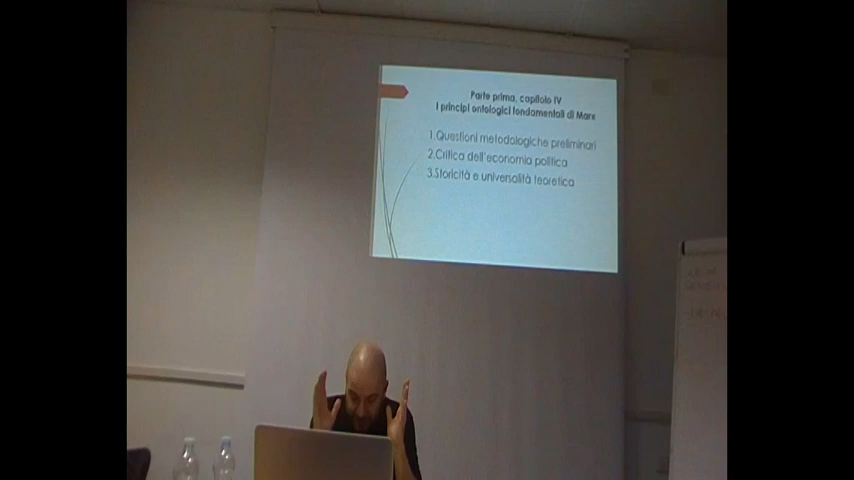 Parte prima, capitolo IV
I principi ontologici fondamentali di Marx
1.Questioni metodologiche preliminari
2.Critica dell'economia politica
3.Storicità e universalità teoretica